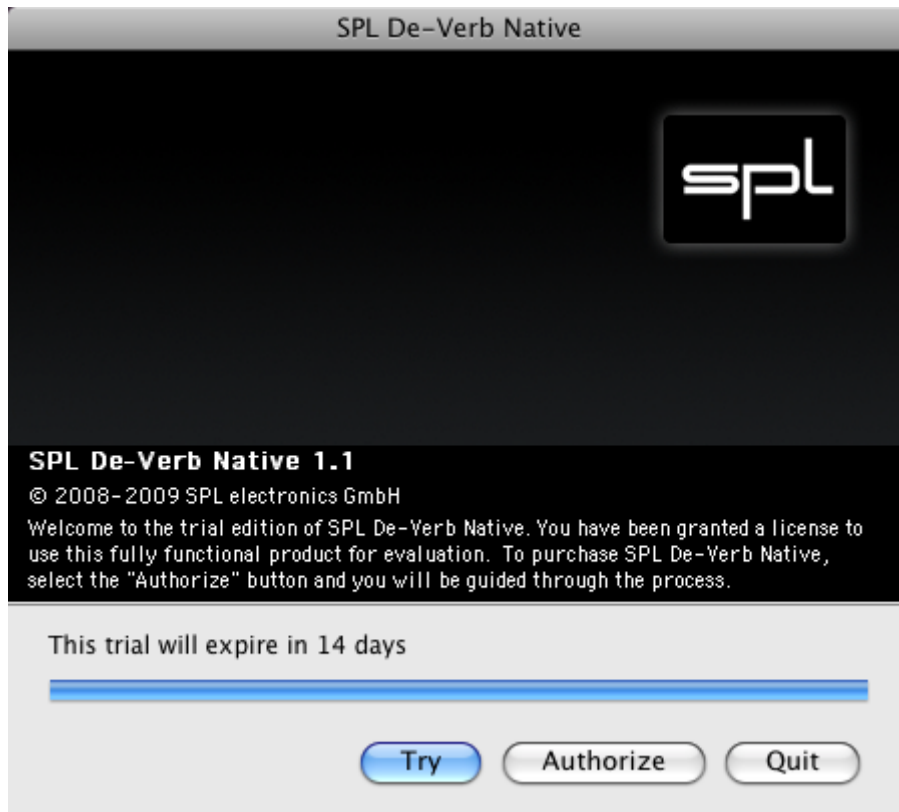 SPL De-Verb Native
spl
SPL De-Verb Native 1.1
© 2008-2009 SPL electronics GmbH
Welcome to the trial edition of SPL De-Verb Native. You have been granted a license to
use this fully functional product for evaluation. To purchase SPL De-Verb Native,
select the "Authorize" button and you will be guided through the process.
This trial will expire in 14 days
Try Authorize Quit